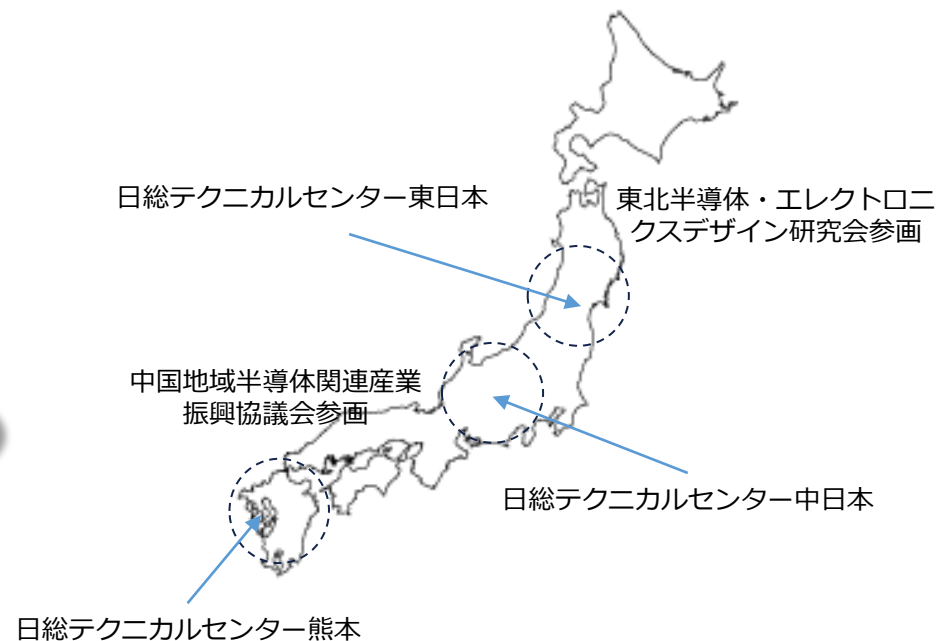 日総テクニカルセンター東日本
東北半導体・エレクトロニ
クスデザイン研究会参画
中国地域半導体関連産業
振興協議会参画
日総テクニカルセンター中日本
日総テクニカルセンター熊本